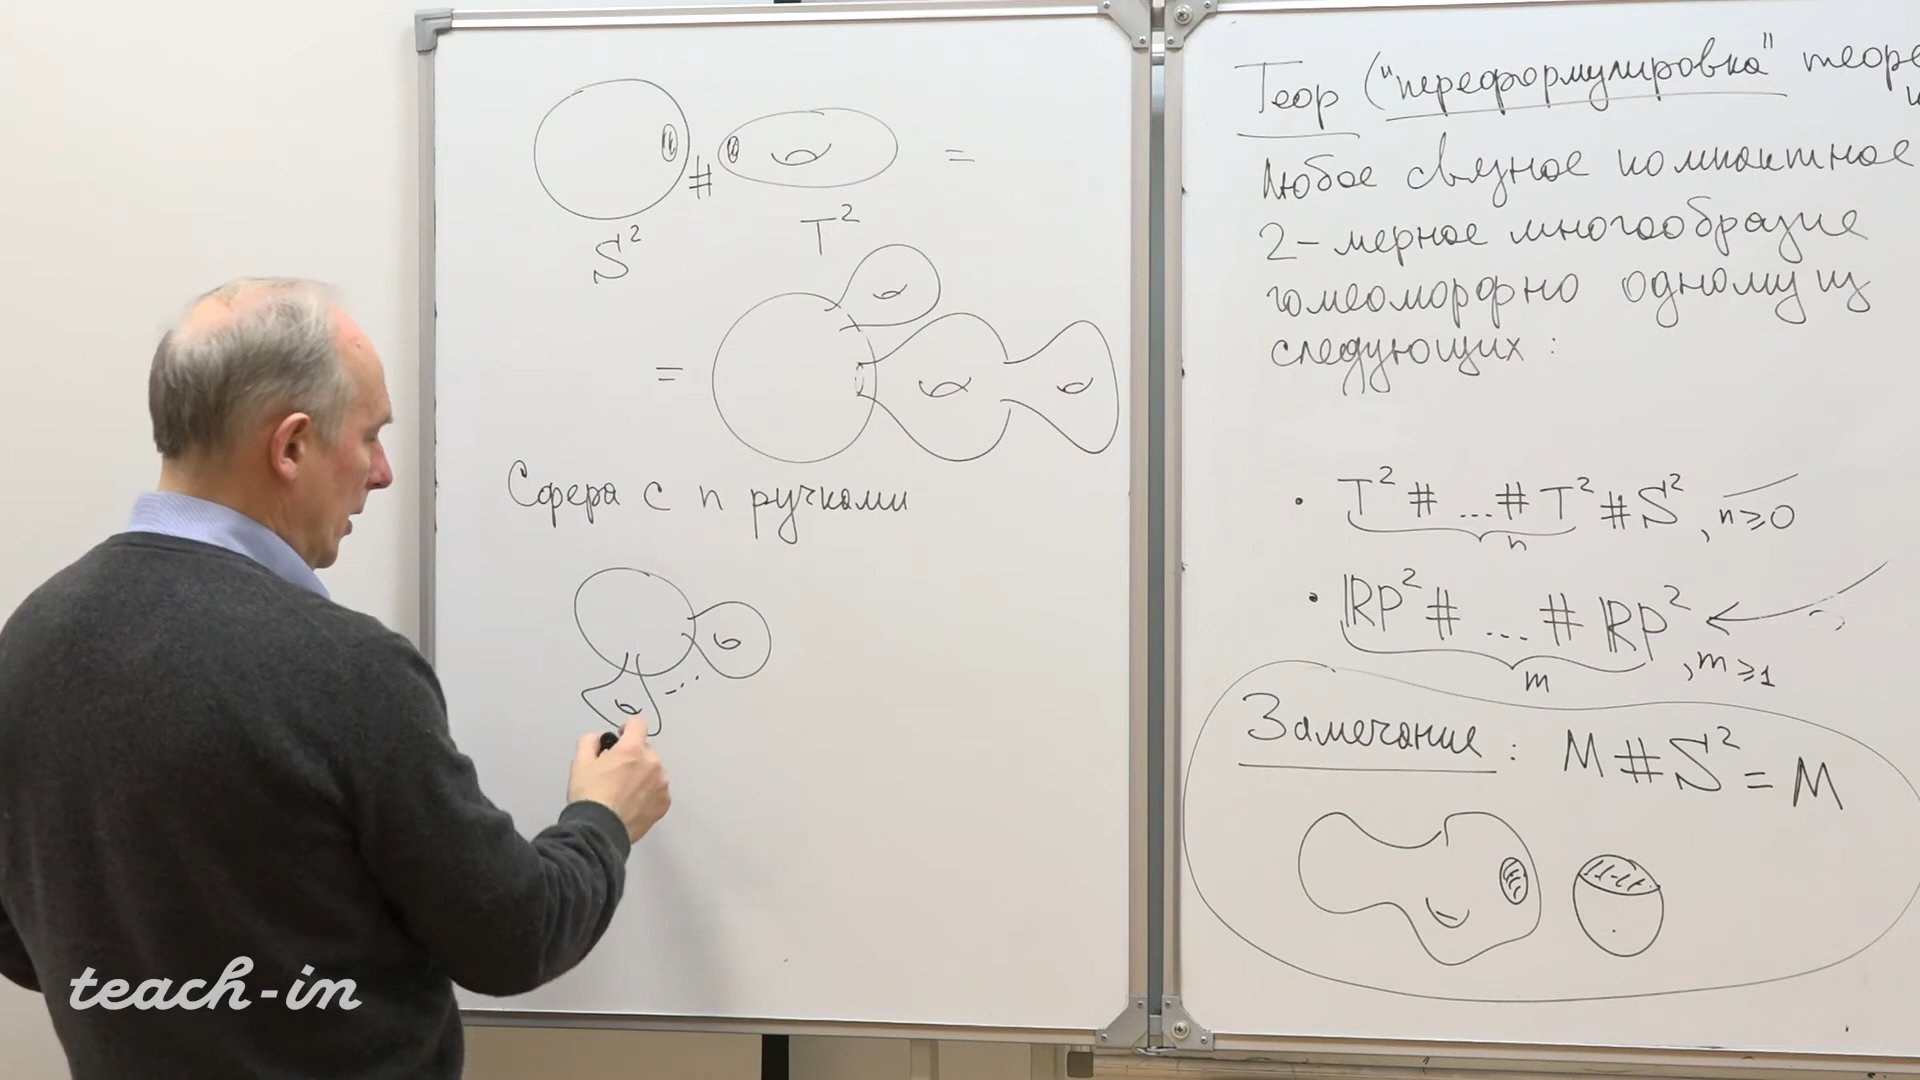 S² # T² =
=
Сфера с n ручками
Теор ("переформулировка"
Любое связное компактное
2-мерное многообразие
гомеоморфно одному из
следующих:
• T² # ... # T² # S², n ⩾ 0
n
• RP² # ... # RP², m ⩾ 1
m
Замечание: M # S² = M
teach-in